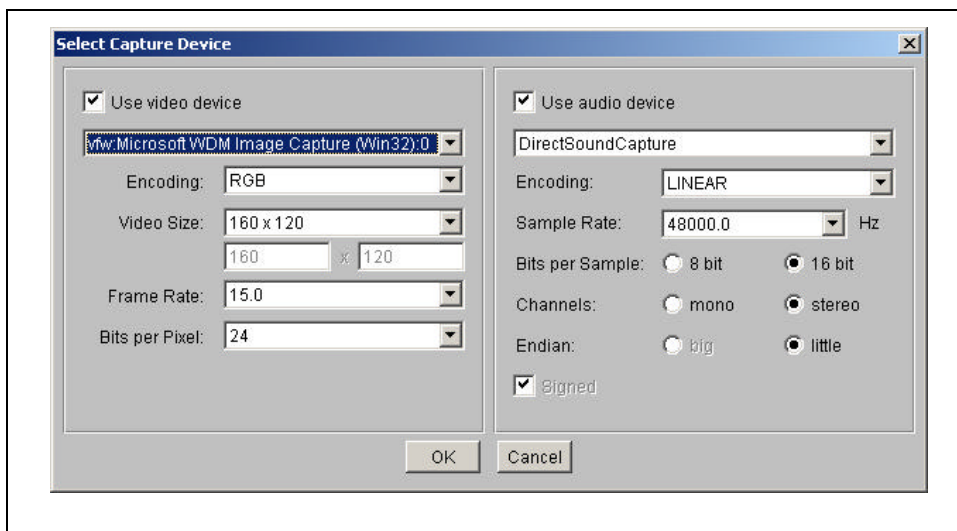 Select Capture Device
Use video device
vfw:Microsoft WDM Image Capture (Win32):0
Encoding: RGB
Video Size: 160 x 120
160 x 120
Frame Rate: 15.0
Bits per Pixel: 24
Use audio device
DirectSoundCapture
Encoding: LINEAR
Sample Rate: 48000.0 Hz
Bits per Sample: 8 bit 16 bit
Channels: mono stereo
Endian: big little
Signed
OK Cancel